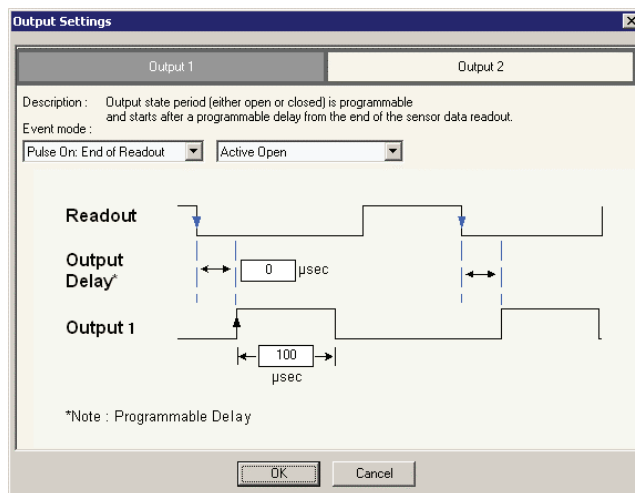 Output Settings
Output 1
Output 2
Description : Output state period (either open or closed) is programmable
and starts after a programmable delay from the end of the sensor data readout.
Event mode :
Pulse On: End of Readout
Active Open
Readout
Output
Delay*
0 µsec
Output 1
100
µsec
*Note : Programmable Delay
OK
Cancel